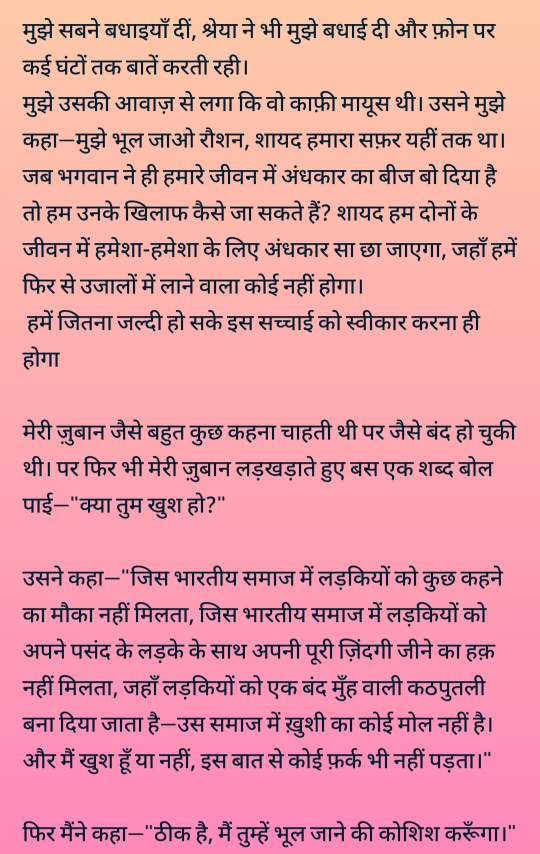 मुझे सबने बधाइयाँ दीं, श्रेया ने भी मुझे बधाई दी और फ़ोन पर
कई घंटों तक बातें करती रही।
मुझे उसकी आवाज़ से लगा कि वो काफ़ी मायूस थी। उसने मुझे
कहा—मुझे भूल जाओ रौशन, शायद हमारा सफ़र यहीं तक था।
जब भगवान ने ही हमारे जीवन में अंधकार का बीज बो दिया है
तो हम उनके खिलाफ कैसे जा सकते हैं? शायद हम दोनों के
जीवन में हमेशा-हमेशा के लिए अंधकार सा छा जाएगा, जहाँ हमें
फिर से उजालों में लाने वाला कोई नहीं होगा।
हमें जितना जल्दी हो सके इस सच्चाई को स्वीकार करना ही
होगा
मेरी ज़ुबान जैसे बहुत कुछ कहना चाहती थी पर जैसे बंद हो चुकी
थी। पर फिर भी मेरी ज़ुबान लड़खड़ाते हुए बस एक शब्द बोल
पाई—"क्या तुम खुश हो?"
उसने कहा—"जिस भारतीय समाज में लड़कियों को कुछ कहने
का मौका नहीं मिलता, जिस भारतीय समाज में लड़कियों को
अपने पसंद के लड़के के साथ अपनी पूरी ज़िंदगी जीने का हक़
नहीं मिलता, जहाँ लड़कियों को एक बंद मुँह वाली कठपुतली
बना दिया जाता है—उस समाज में ख़ुशी का कोई मोल नहीं है।
और मैं खुश हूँ या नहीं, इस बात से कोई फ़र्क भी नहीं पड़ता।"
फिर मैंने कहा—"ठीक है, मैं तुम्हें भूल जाने की कोशिश करूँगा।"